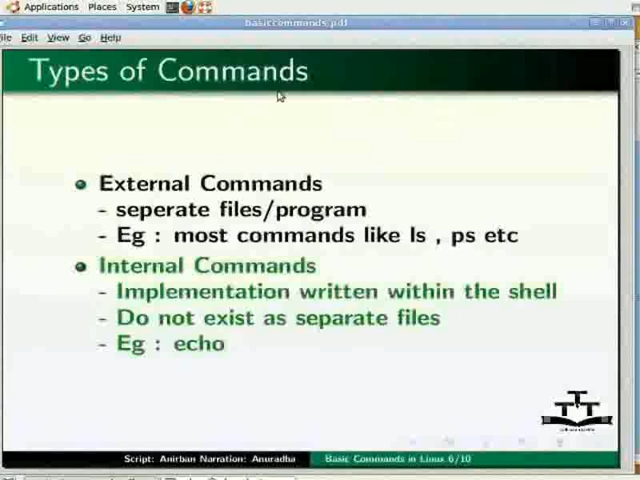 Applications Places System
basiccommands.pdf
File Edit View Go Help
Types of Commands
External Commands
- seperate files/program
- Eg : most commands like ls , ps etc
Internal Commands
- Implementation written within the shell
- Do not exist as separate files
- Eg : echo
TTT
Script: Anirban Narration: Anuradha Basic Commands in Linux 6/10